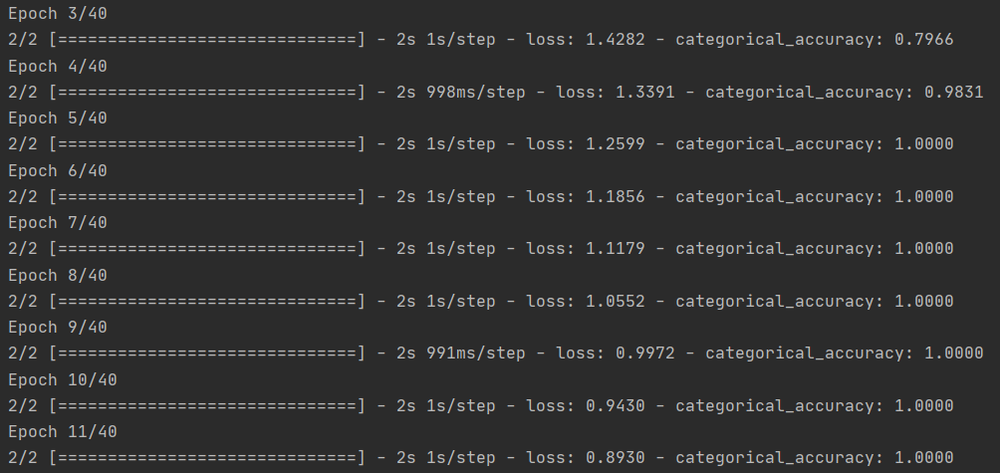 Epoch 3/40
2/2 [==============================] - 2s 1s/step - loss: 1.4282 - categorical_accuracy: 0.7966
Epoch 4/40
2/2 [==============================] - 2s 998ms/step - loss: 1.3391 - categorical_accuracy: 0.9831
Epoch 5/40
2/2 [==============================] - 2s 1s/step - loss: 1.2599 - categorical_accuracy: 1.0000
Epoch 6/40
2/2 [==============================] - 2s 1s/step - loss: 1.1856 - categorical_accuracy: 1.0000
Epoch 7/40
2/2 [==============================] - 2s 1s/step - loss: 1.1179 - categorical_accuracy: 1.0000
Epoch 8/40
2/2 [==============================] - 2s 1s/step - loss: 1.0552 - categorical_accuracy: 1.0000
Epoch 9/40
2/2 [==============================] - 2s 991ms/step - loss: 0.9972 - categorical_accuracy: 1.0000
Epoch 10/40
2/2 [==============================] - 2s 1s/step - loss: 0.9430 - categorical_accuracy: 1.0000
Epoch 11/40
2/2 [==============================] - 2s 1s/step - loss: 0.8930 - categorical_accuracy: 1.0000